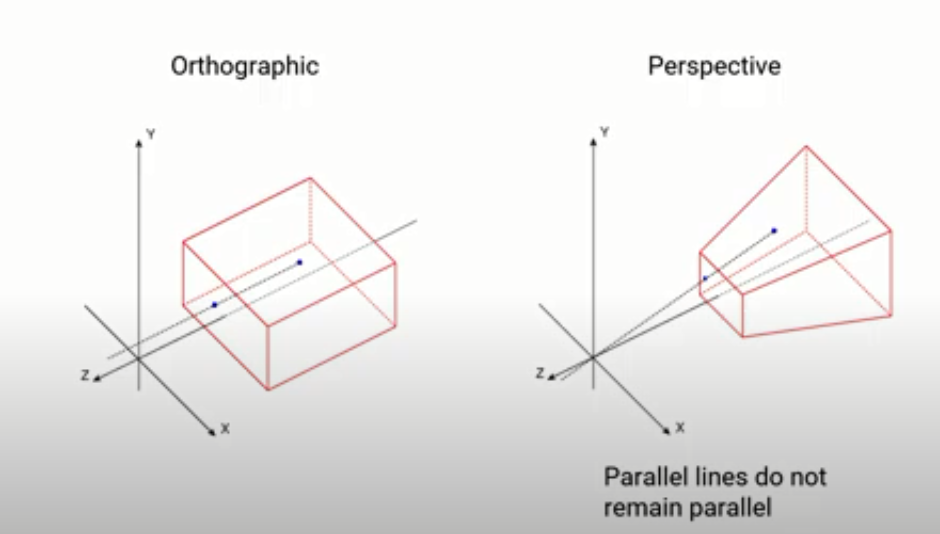 Orthographic
Perspective
Y
Z
X
Y
Z
X
Parallel lines do not
remain parallel